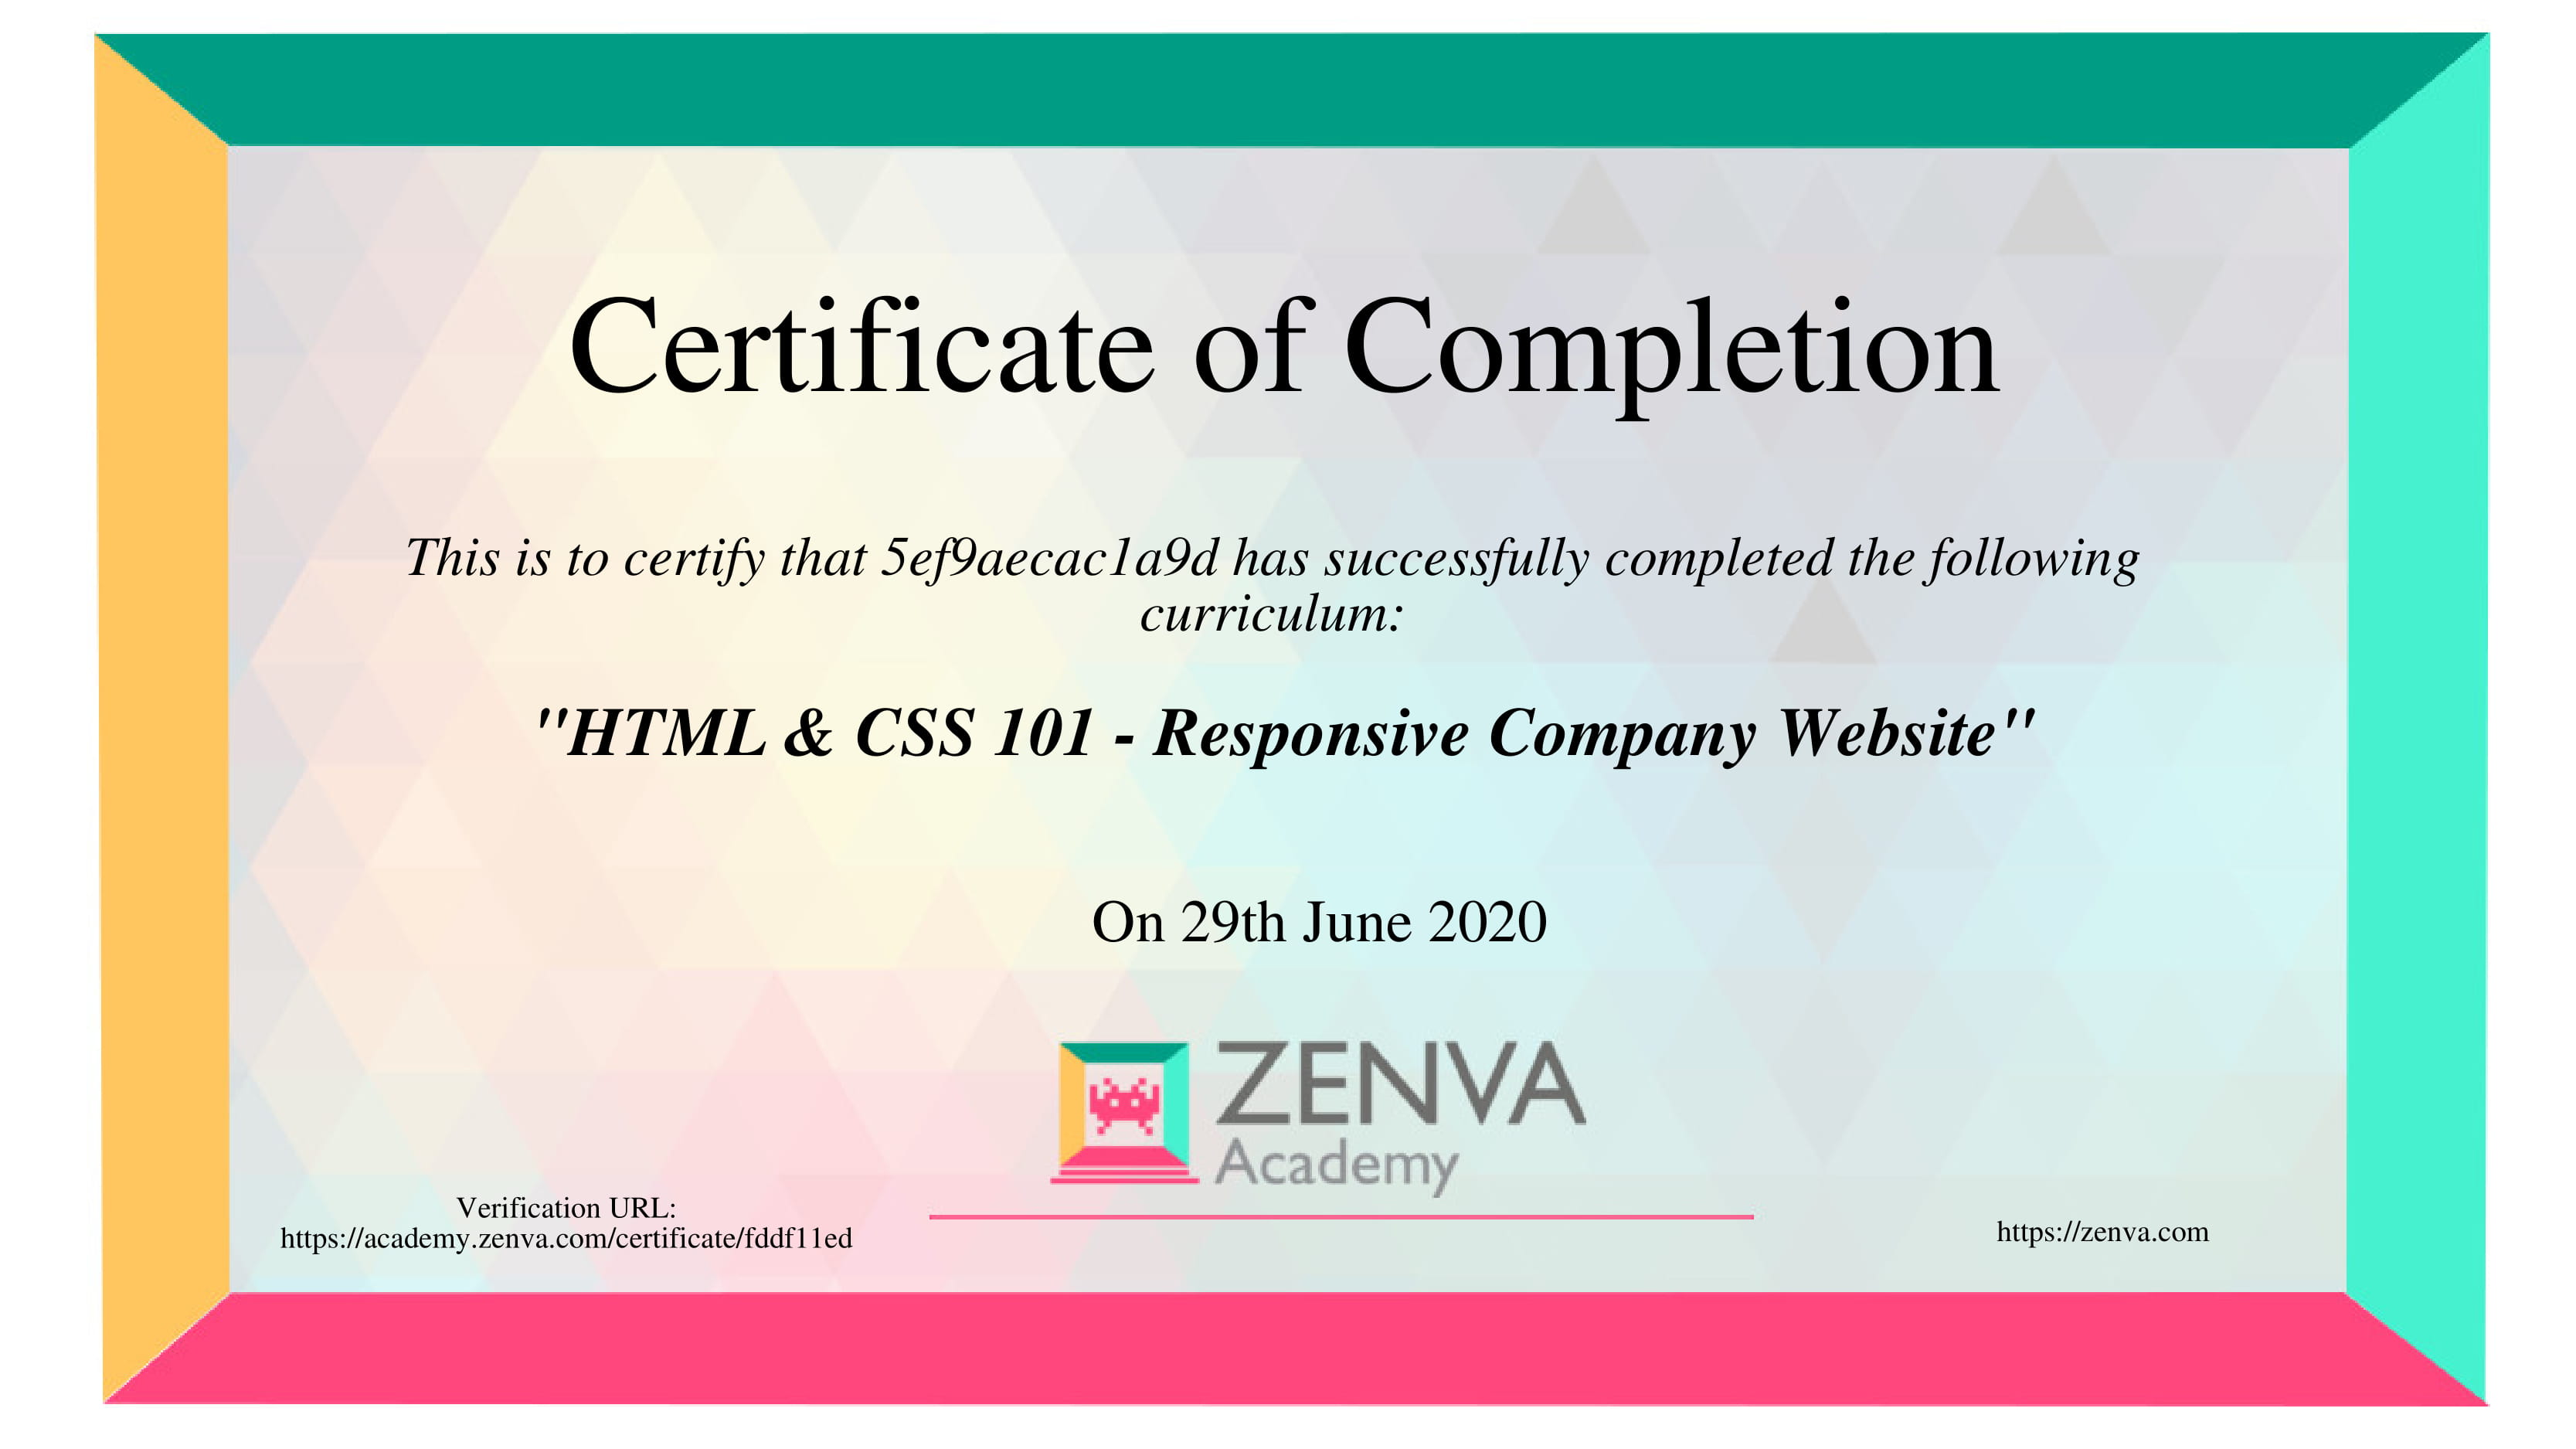 Certificate of Completion
This is to certify that 5ef9aecac1a9d has successfully completed the following
curriculum:
"HTML & CSS 101 - Responsive Company Website"
On 29th June 2020
ZENVA
Academy
Verification URL:
https://academy.zenva.com/certificate/fddf11ed
https://zenva.com